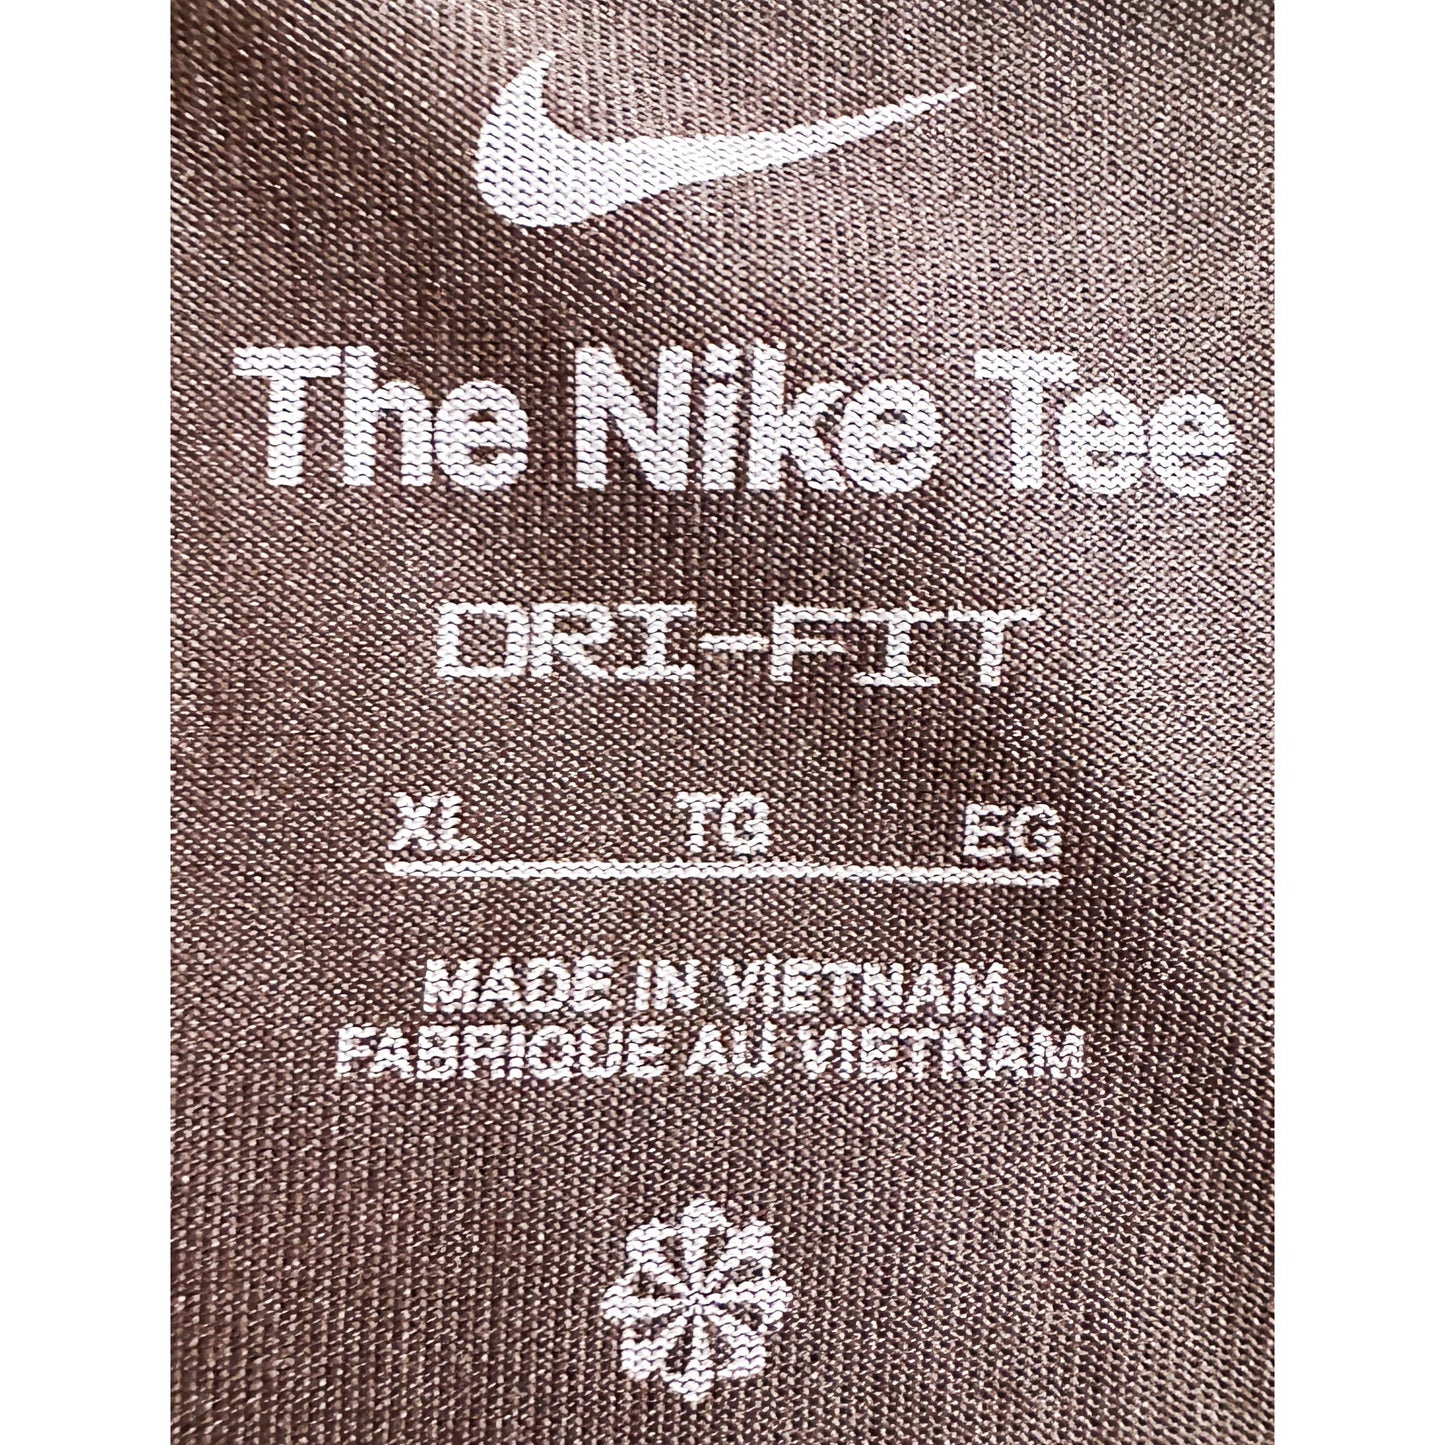 The Nike Tee
DRI-FIT
XL TG EG
MADE IN VIETNAM
FABRIQUE AU VIETNAM